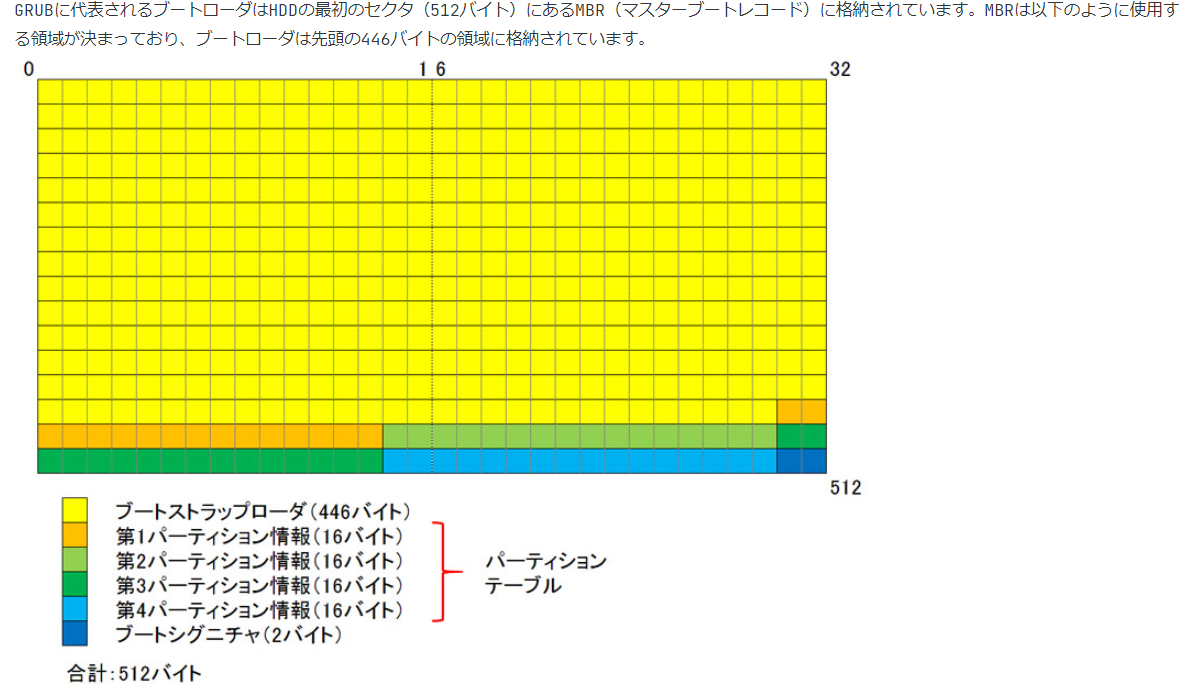 GRUBに代表されるブートローダはHDDの最初のセクタ（512バイト）にあるMBR（マスターブートレコード）に格納されています。MBRは以下のように使用す
る領域が決まっており、ブートローダは先頭の446バイトの領域に格納されています。
0 16 32
512
ブートストラップローダ(446バイト)
第1パーティション情報(16バイト)
第2パーティション情報(16バイト)
第3パーティション情報(16バイト)
第4パーティション情報(16バイト)
ブートシグニチャ(2バイト)
パーティション
テーブル
合計:512バイト